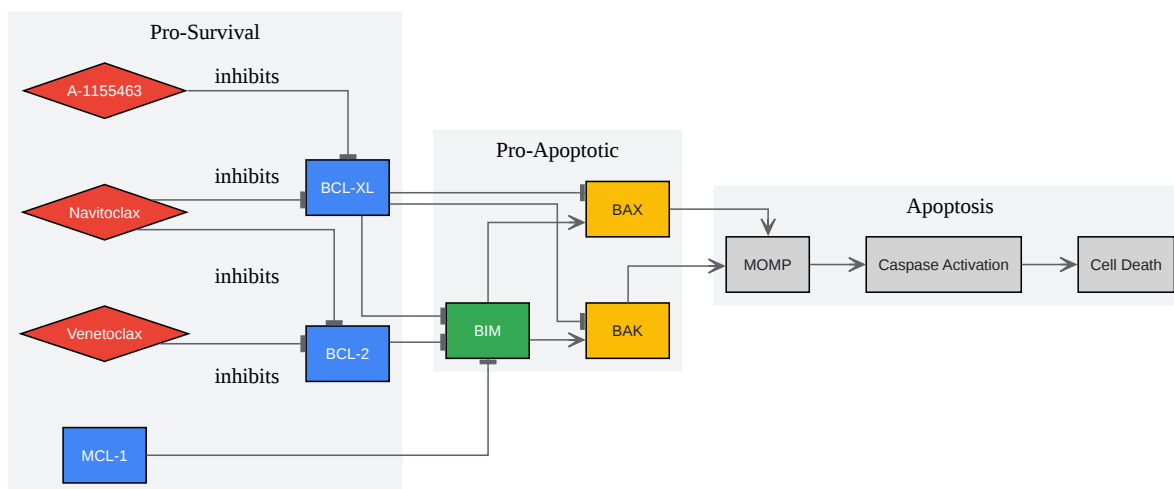 Pro-Survival
inhibits
A-1155463
Pro-Apoptotic
inhibits
BCL-XL
BAX
Apoptosis
Navitoclax
MOMP
Caspase Activation
Cell Death
inhibits
Venetoclax
BIM
BAK
BCL-2
inhibits
MCL-1